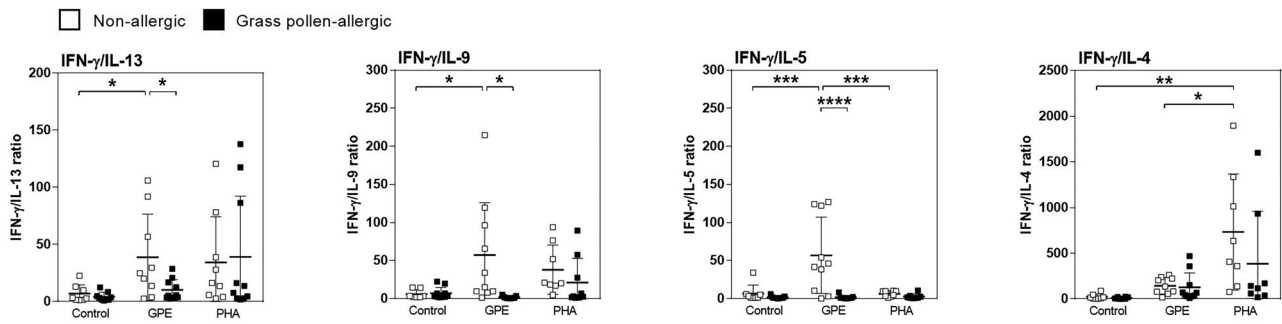 Non-allergic Grass pollen-allergic
IFN-γ/IL-13
IFN-γ/IL-13 ratio
200
150
100
50
0
* *
Control GPE PHA
IFN-γ/IL-9
IFN-γ/IL-9 ratio
300
250
200
150
100
50
0
* *
Control GPE PHA
IFN-γ/IL-5
IFN-γ/IL-5 ratio
300
250
200
150
100
50
0
*** ***
****
Control GPE PHA
IFN-γ/IL-4
IFN-γ/IL-4 ratio
2500
2000
1500
1000
500
0
**
*
Control GPE PHA